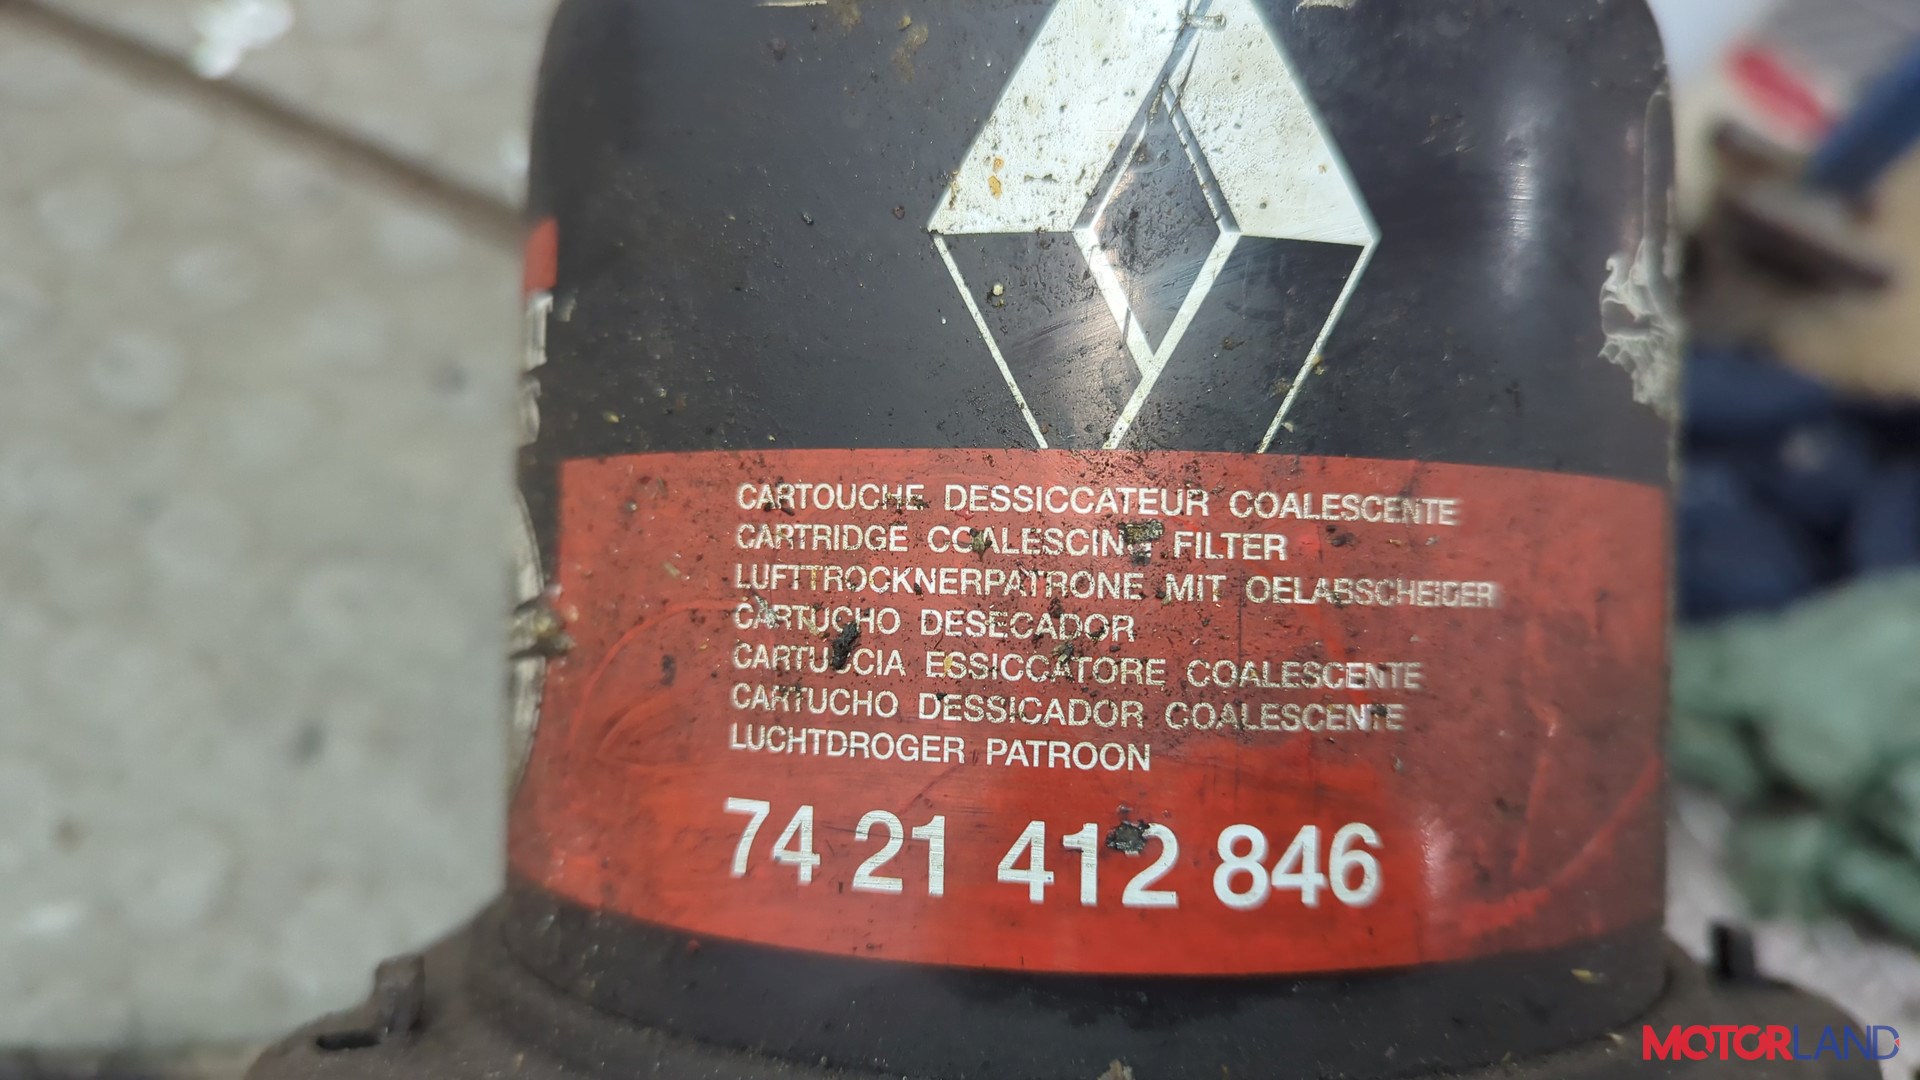 CARTOUCHE DESSICCATEUR COALESCENTE
CARTRIDGE COALESCING FILTER
LUFTTROCKNERPATRONE MIT OELABSCHEIDER
CARTUCHO DESECADOR
CARTUCCIA ESSICCATORE COALESCENTE
CARTUCHO DESSICADOR COALESCENTE
LUCHTDROGER PATROON
74 21 412 846
MOTORLAND